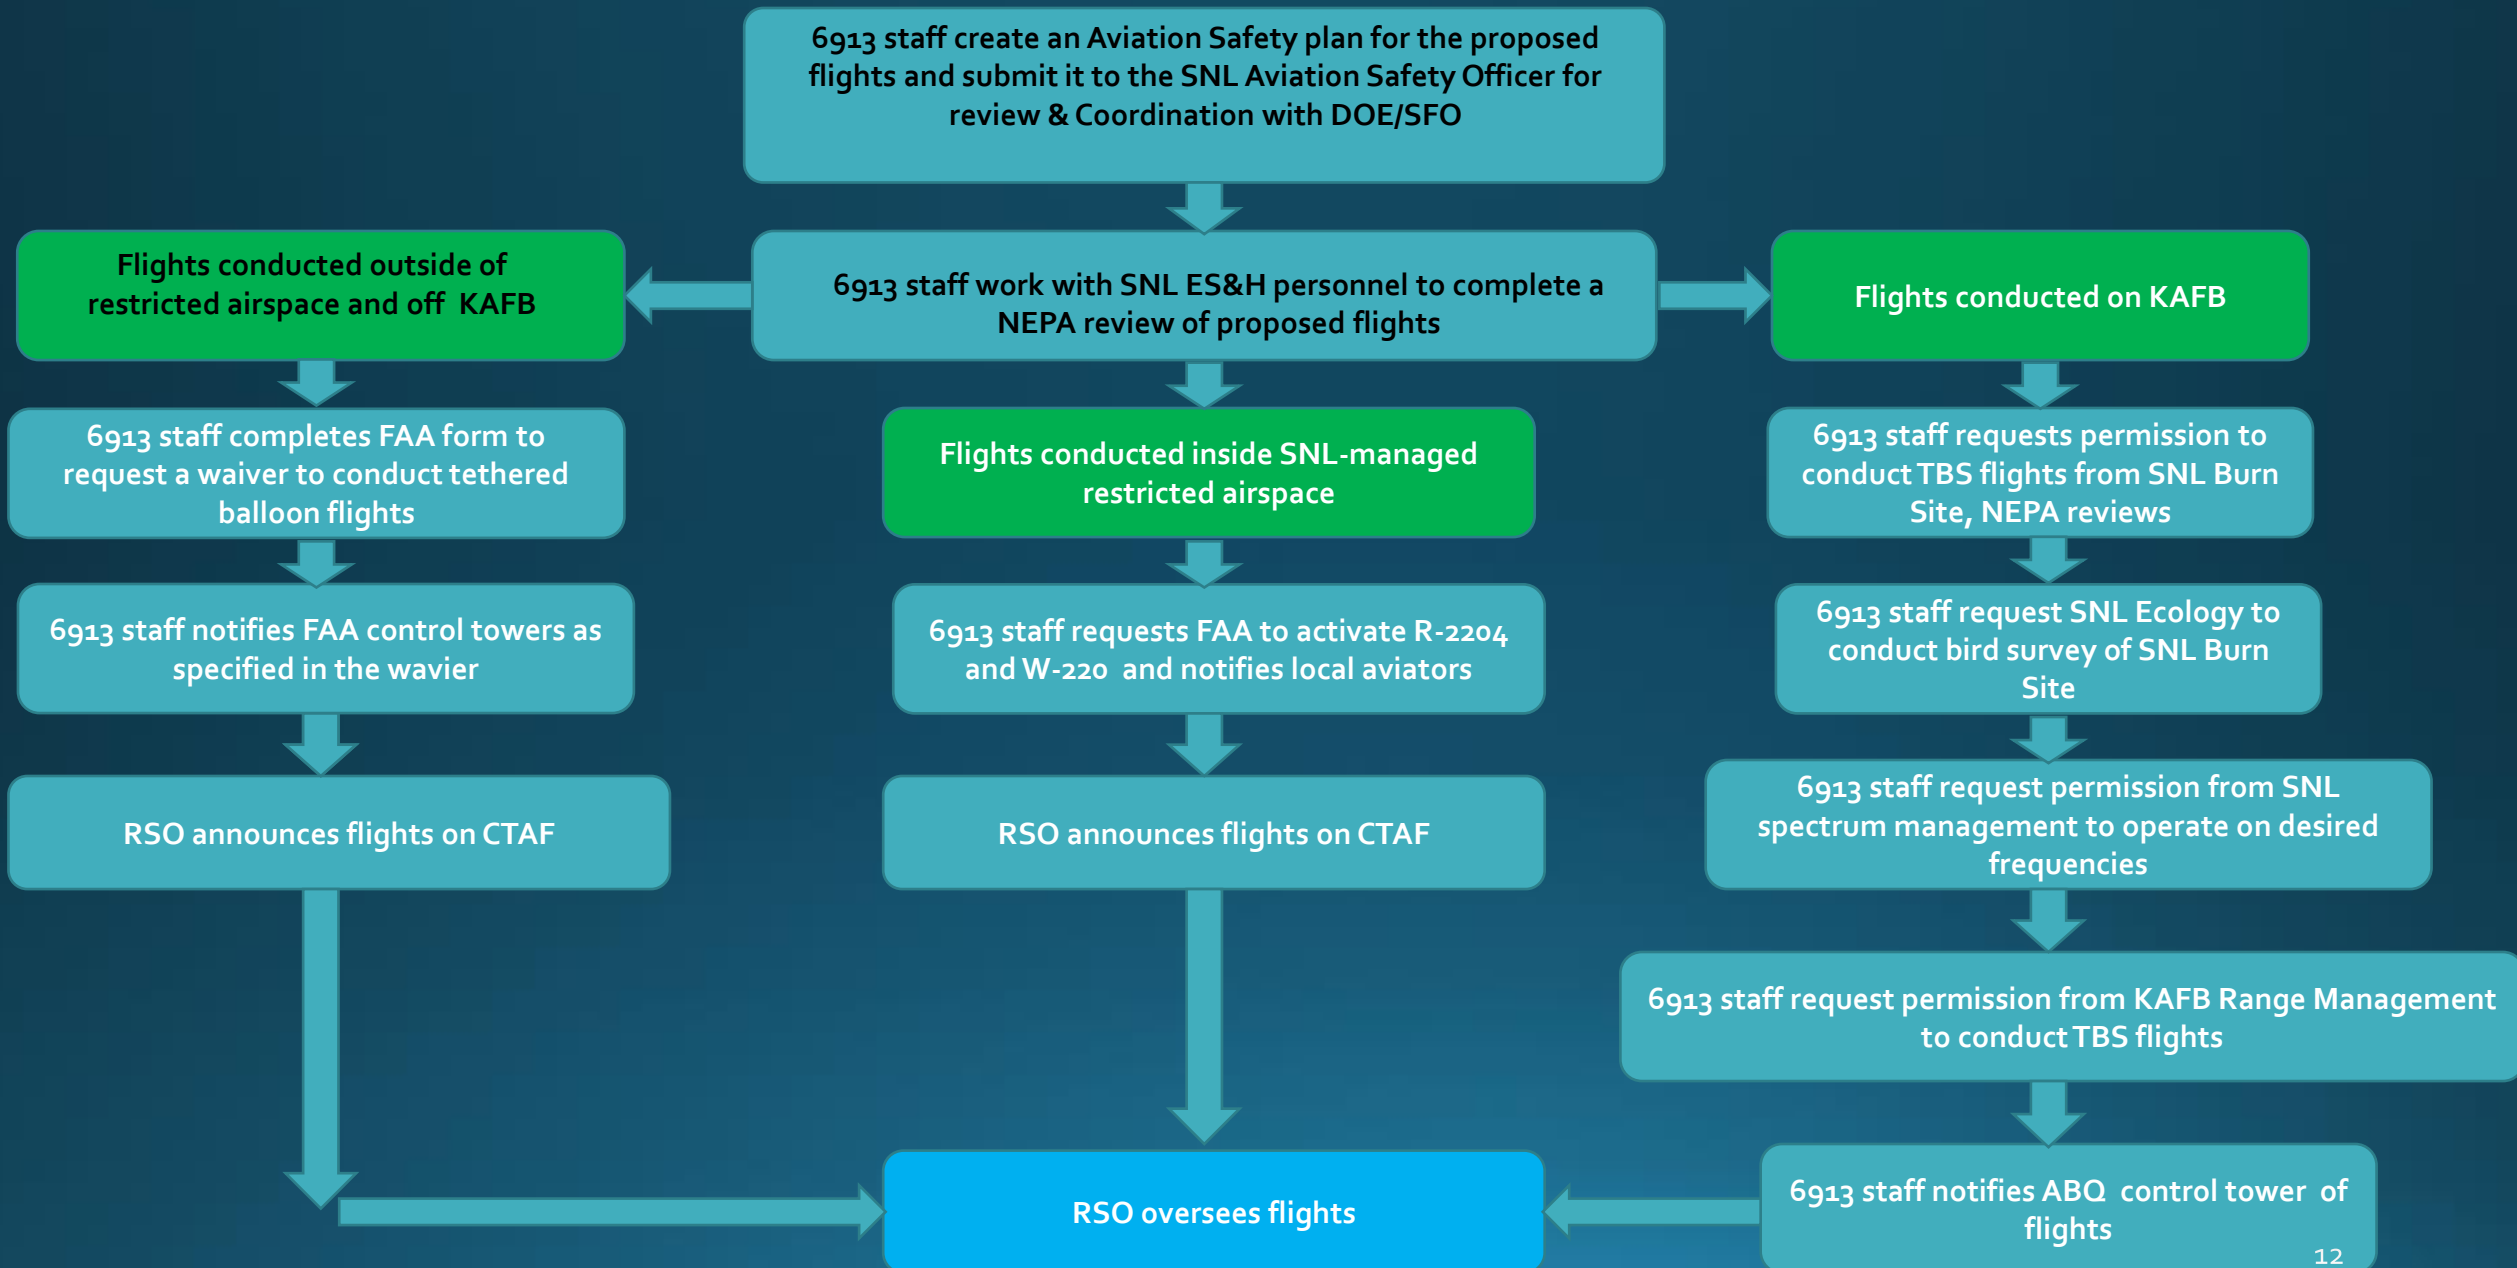 6913 staff create an Aviation Safety plan for the proposed
flights and submit it to the SNL Aviation Safety Officer for
review & Coordination with DOE/SFO
Flights conducted outside of
restricted airspace and off KAFB
6913 staff work with SNL ES&H personnel to complete a
NEPA review of proposed flights
Flights conducted on KAFB
6913 staff completes FAA form to
request a waiver to conduct tethered
balloon flights
Flights conducted inside SNL-managed
restricted airspace
6913 staff requests permission to
conduct TBS flights from SNL Burn
Site, NEPA reviews
6913 staff notifies FAA control towers as
specified in the wavier
6913 staff requests FAA to activate R-2204
and W-220 and notifies local aviators
6913 staff request SNL Ecology to
conduct bird survey of SNL Burn
Site
RSO announces flights on CTAF
RSO announces flights on CTAF
6913 staff request permission from SNL
spectrum management to operate on desired
frequencies
6913 staff request permission from KAFB Range Management
to conduct TBS flights
RSO oversees flights
6913 staff notifies ABQ control tower of
flights
12